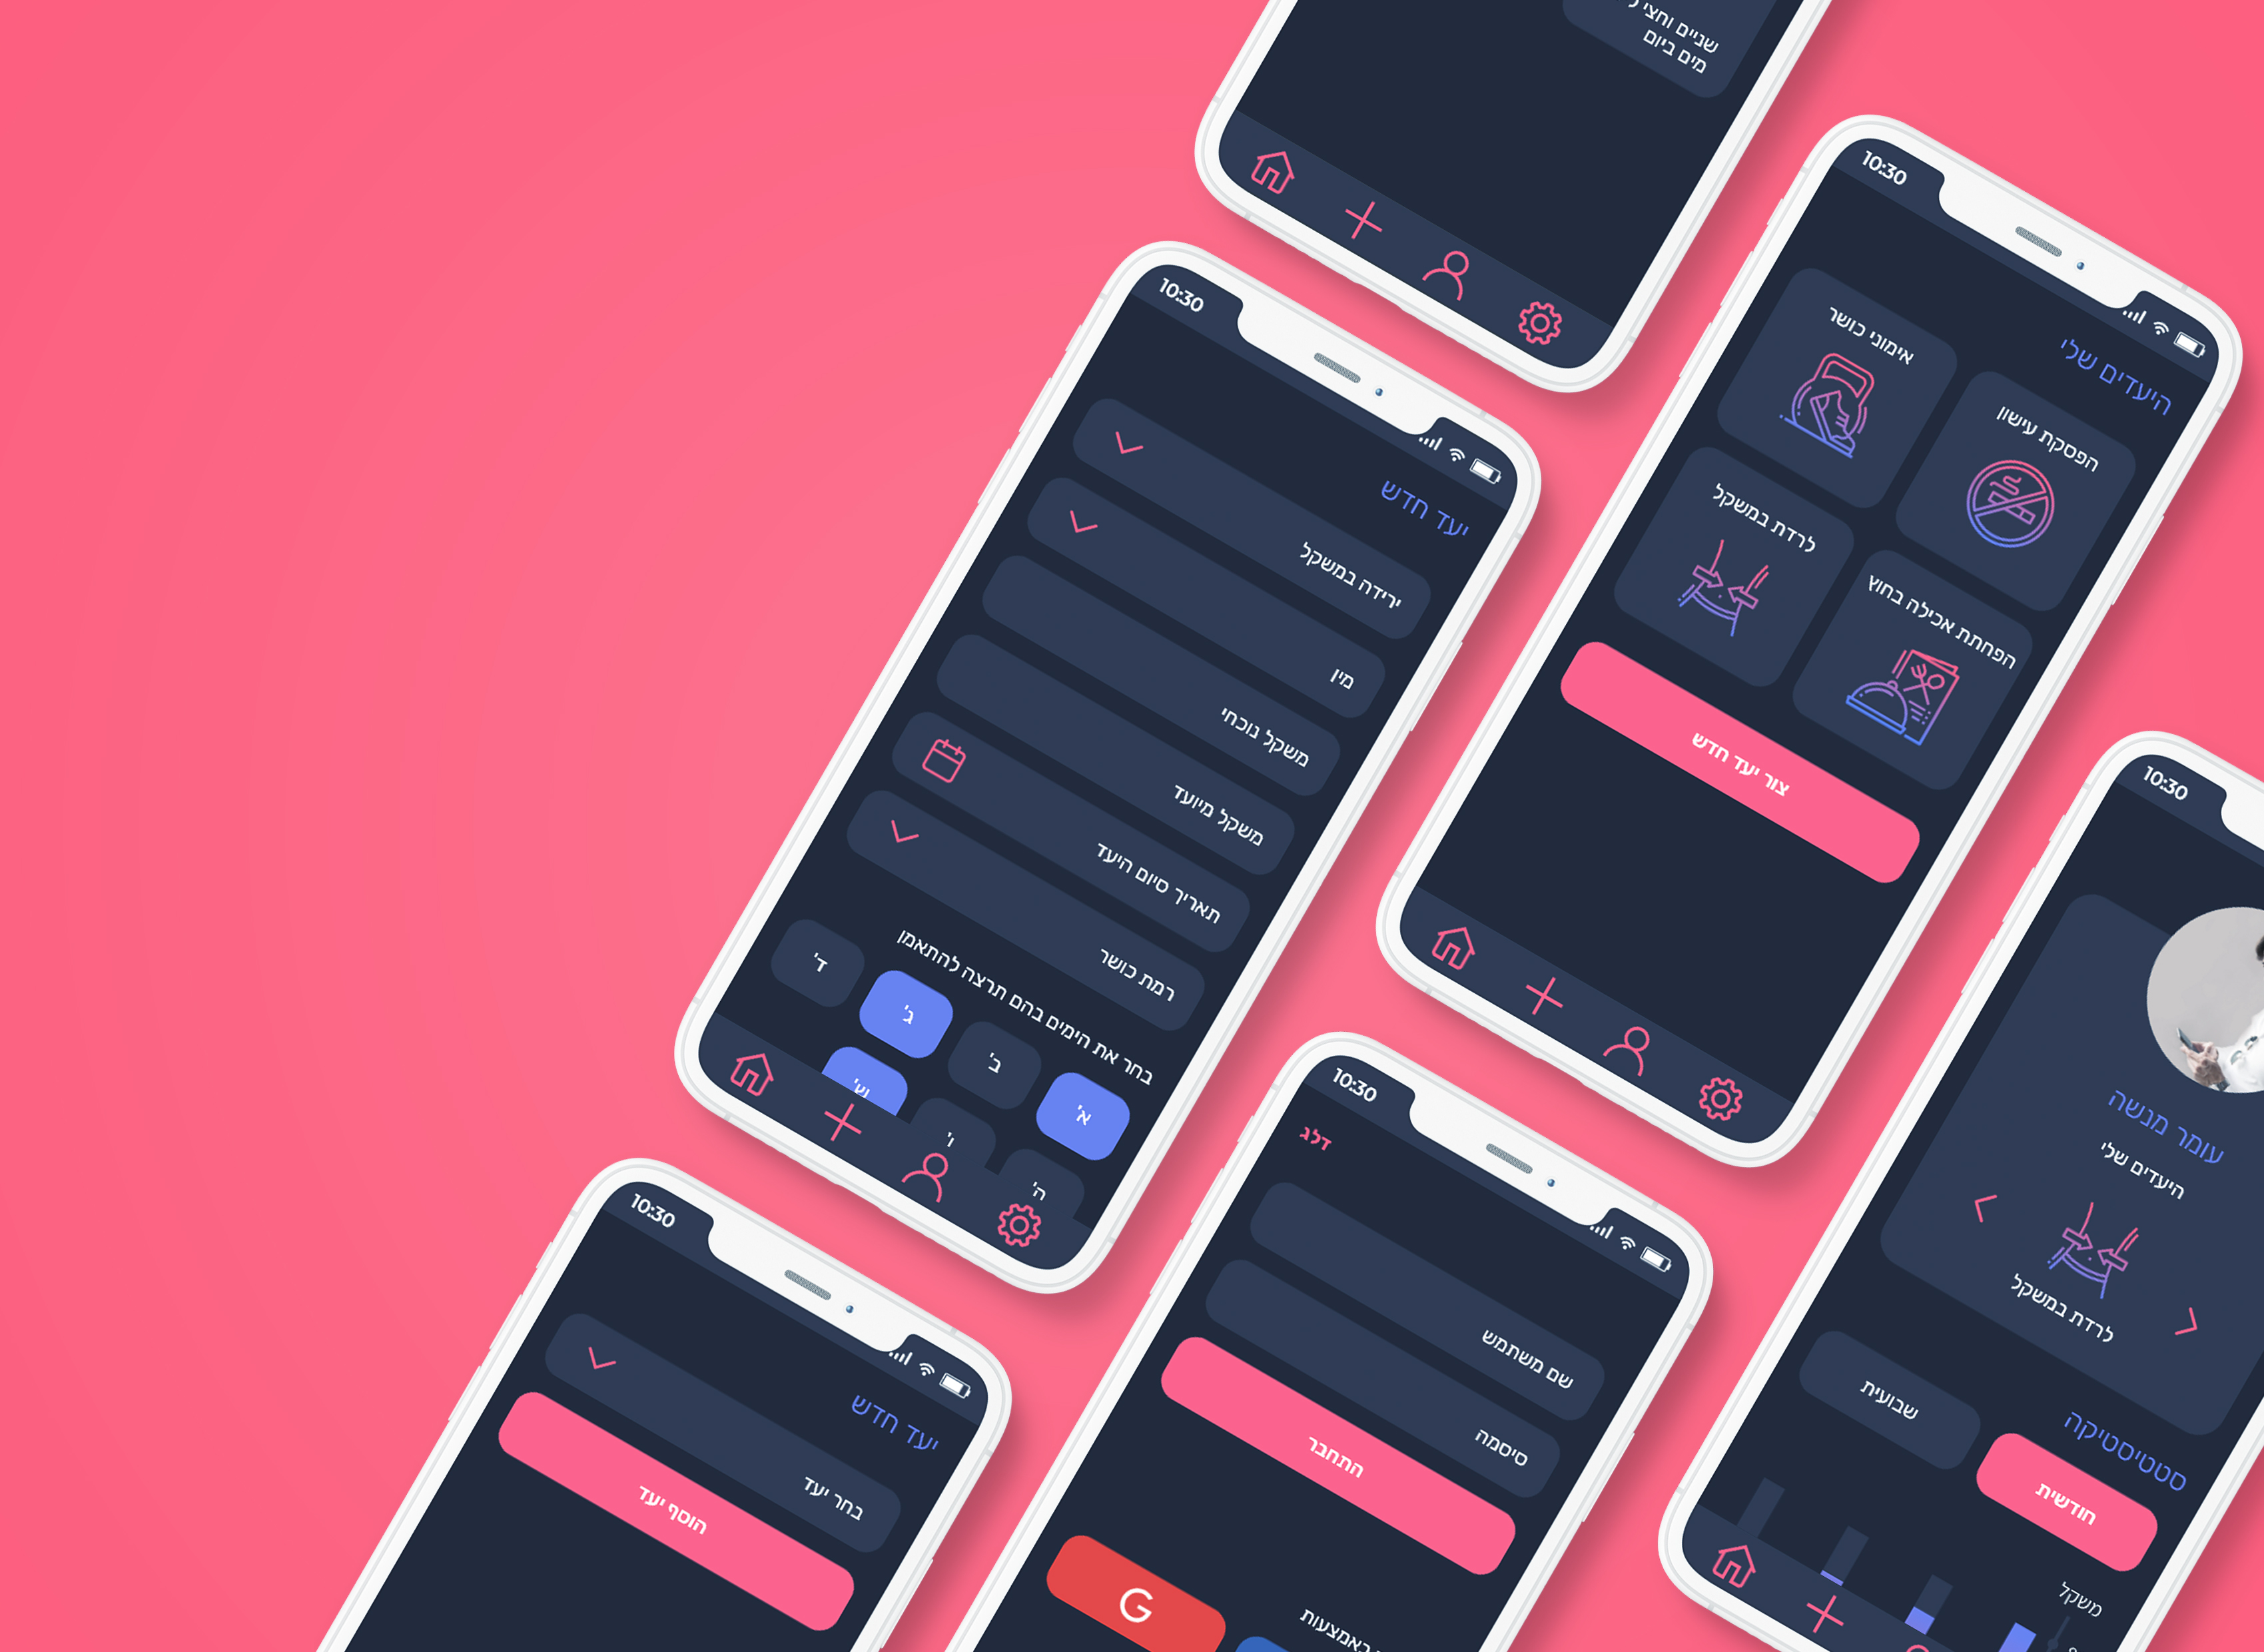 שניים וחצי
מים ביום
10:30
היעדים שלי
אימוני כושר
הפסקת עישון
לרדת במשקל
הפחתת אכילה בחוץ
צור יעד חדש
10:30
יעד חדש
ירידה במשקל
מין
משקל נוכחי
משקל מיועד
תאריך סיום היעד
רמת כושר
בחר את הימים בהם תרצה להתאמן
א' ב' ג' ד'
ה' ו' ש'
10:30
עומר מנשה
היעדים שלי
לרדת במשקל
סטטיסטיקה
חודשית שבועית
משקל
10:30
דלג
שם משתמש
סיסמה
התחבר
באמצעות
G
10:30
יעד חדש
בחר יעד
הוסף יעד